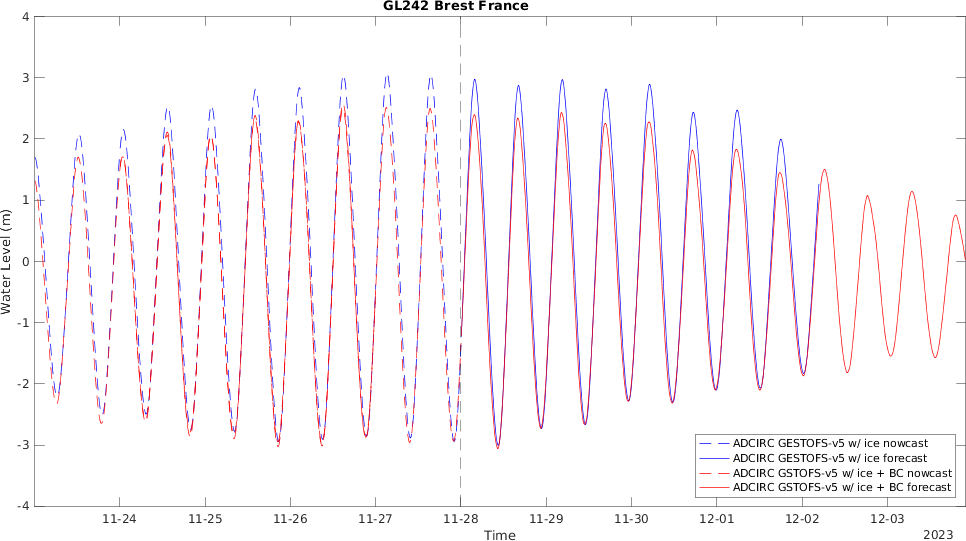 GL242 Brest France
4
3
2
1
0
-1
-2
-3
-4
Water Level (m)
11-24 11-25 11-26 11-27 11-28 11-29 11-30 12-01 12-02 12-03
Time
2023
ADCIRC GESTOFS-v5 w/ ice nowcast
ADCIRC GESTOFS-v5 w/ ice forecast
ADCIRC GSTOFS-v5 w/ ice + BC nowcast
ADCIRC GSTOFS-v5 w/ ice + BC forecast